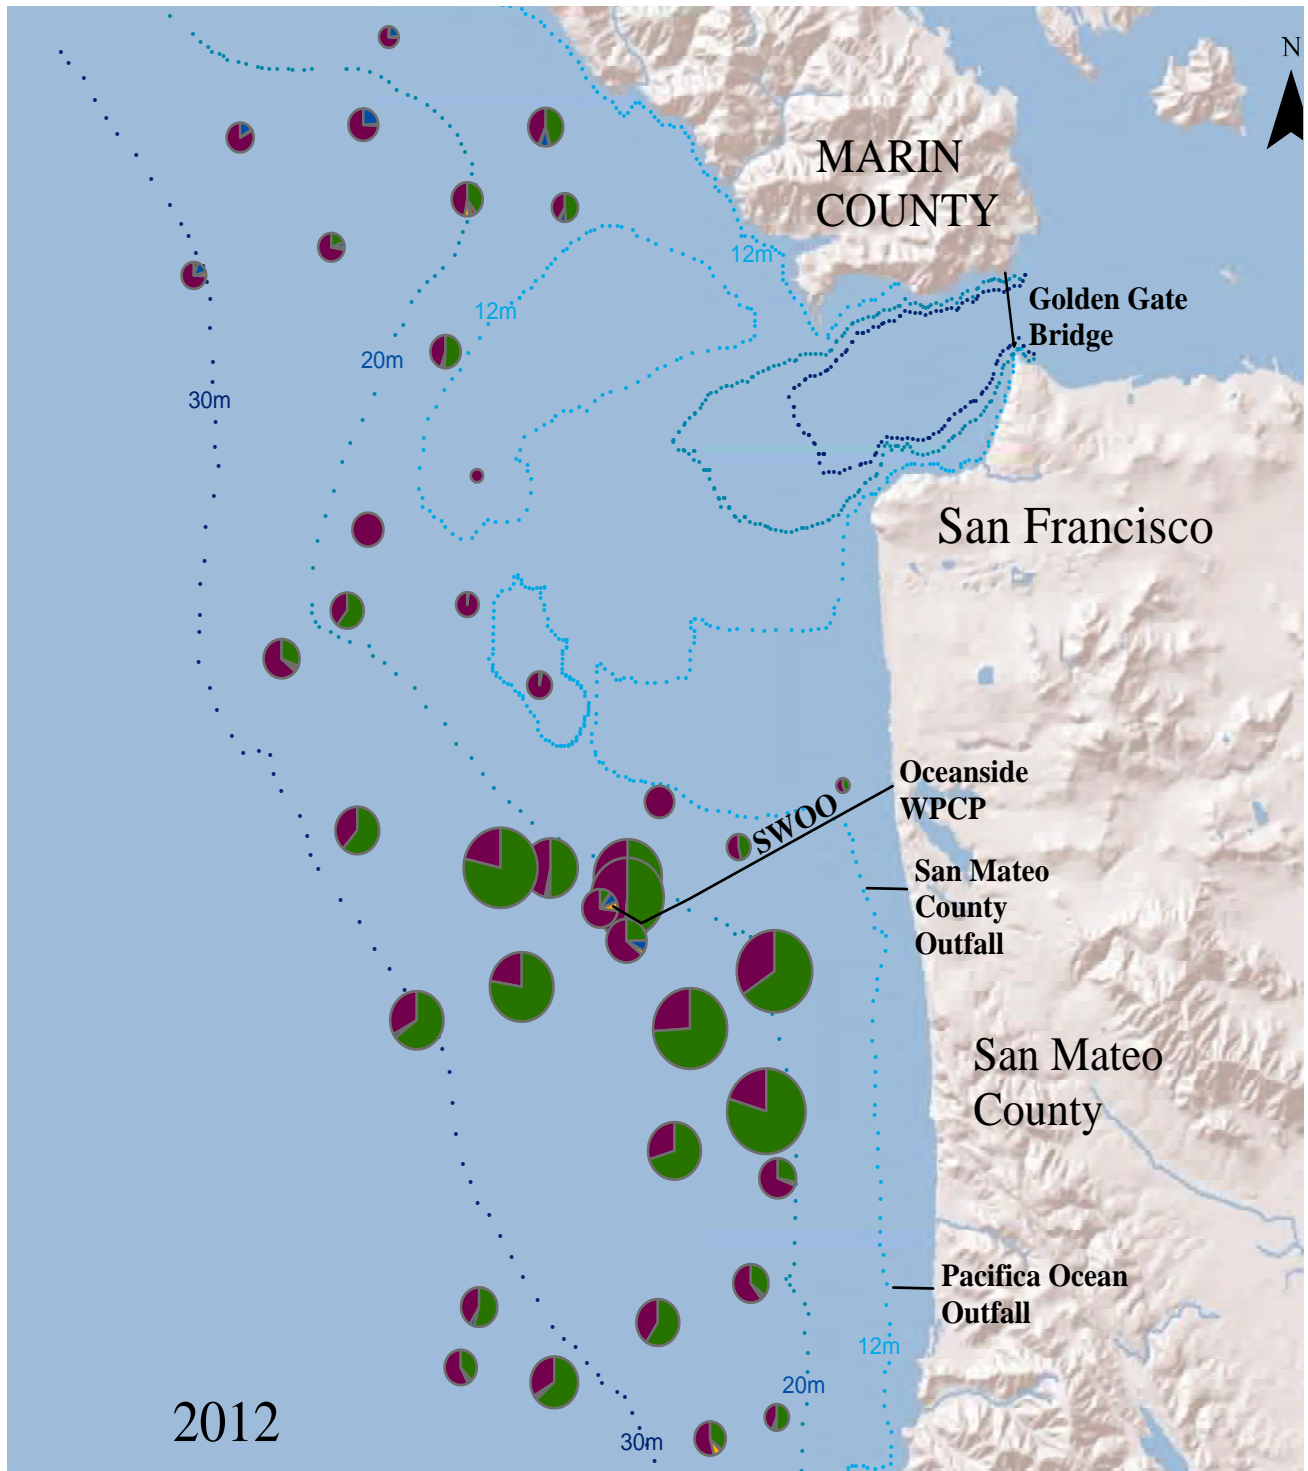 N
MARIN
COUNTY
12m
Golden Gate
Bridge
12m
20m
30m
San Francisco
Oceanside
WPCP
SWOO
San Mateo
County
Outfall
San Mateo
County
Pacifica Ocean
Outfall
12m
20m
2012
30m